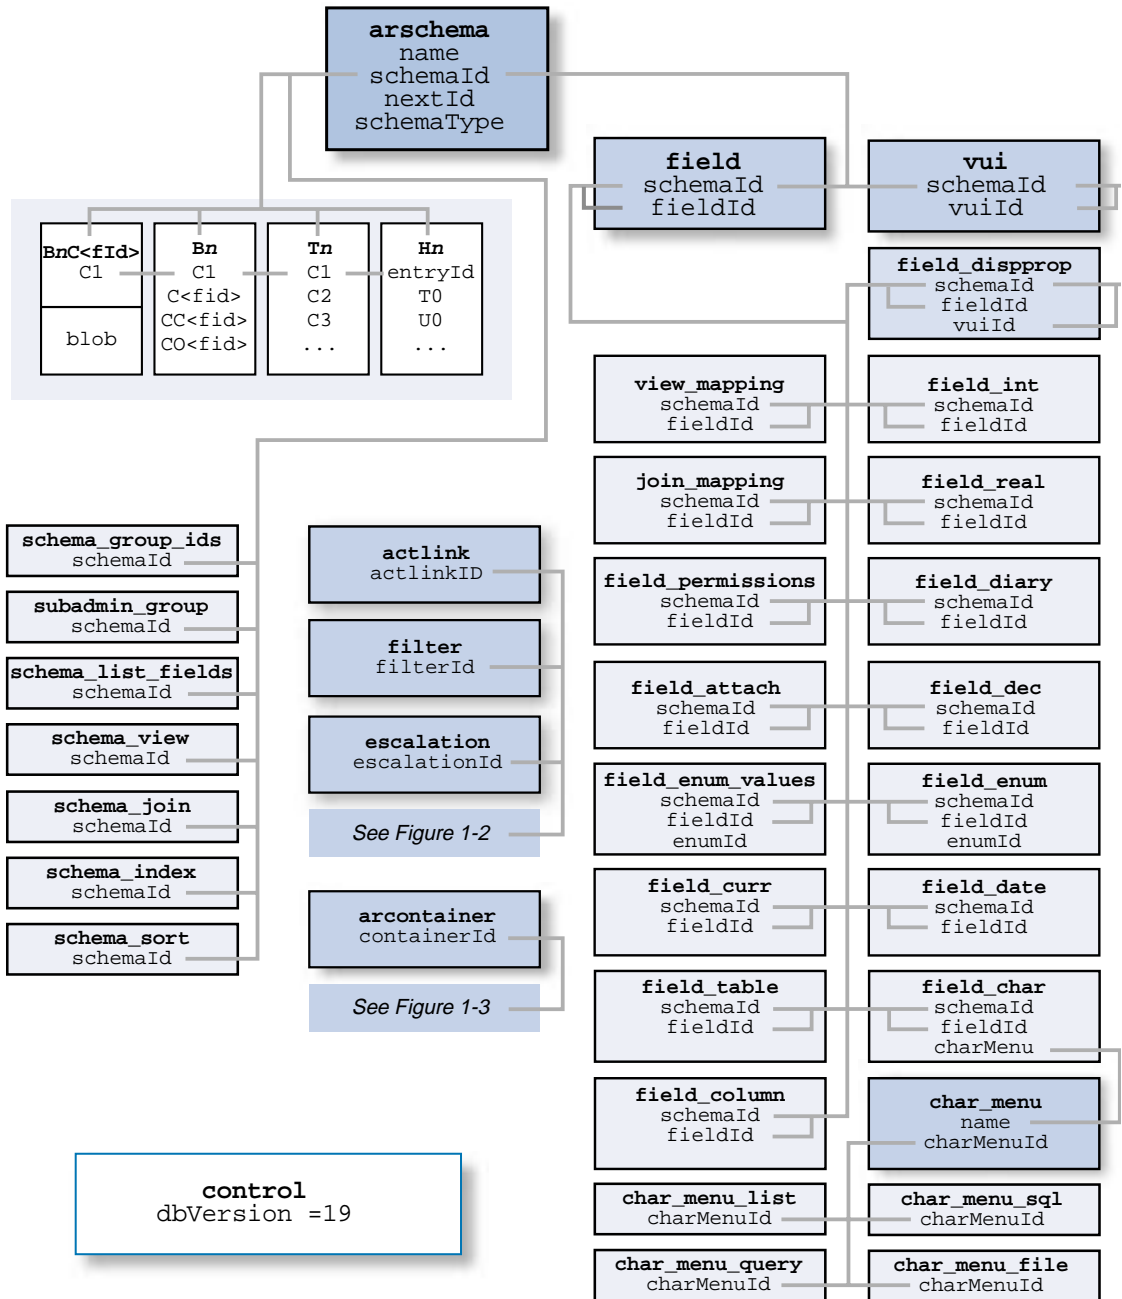 arschema
name
schemaId
nextId
schemaType
field
schemaId
fieldId
vui
schemaId
vuiId
BnC<fId>
C1
blob
Bn
C1
C<fid>
CC<fid>
CO<fid>
Tn
C1
C2
C3
...
Hn
entryId
T0
U0
...
field_dispprop
schemaId
fieldId
vuiId
view_mapping
schemaId
fieldId
field_int
schemaId
fieldId
join_mapping
schemaId
fieldId
field_real
schemaId
fieldId
schema_group_ids
schemaId
subadmin_group
schemaId
schema_list_fields
schemaId
schema_view
schemaId
schema_join
schemaId
schema_index
schemaId
schema_sort
schemaId
actlink
actlinkID
filter
filterId
escalation
escalationId
See Figure 1-2
arcontainer
containerId
See Figure 1-3
field_permissions
schemaId
fieldId
field_diary
schemaId
fieldId
field_attach
schemaId
fieldId
field_dec
schemaId
fieldId
field_enum_values
schemaId
fieldId
enumId
field_enum
schemaId
fieldId
enumId
field_curr
schemaId
fieldId
field_date
schemaId
fieldId
field_table
schemaId
fieldId
field_char
schemaId
fieldId
charMenu
field_column
schemaId
fieldId
char_menu
name
charMenuId
control
dbVersion =19
char_menu_list
charMenuId
char_menu_sql
charMenuId
char_menu_query
charMenuId
char_menu_file
charMenuId